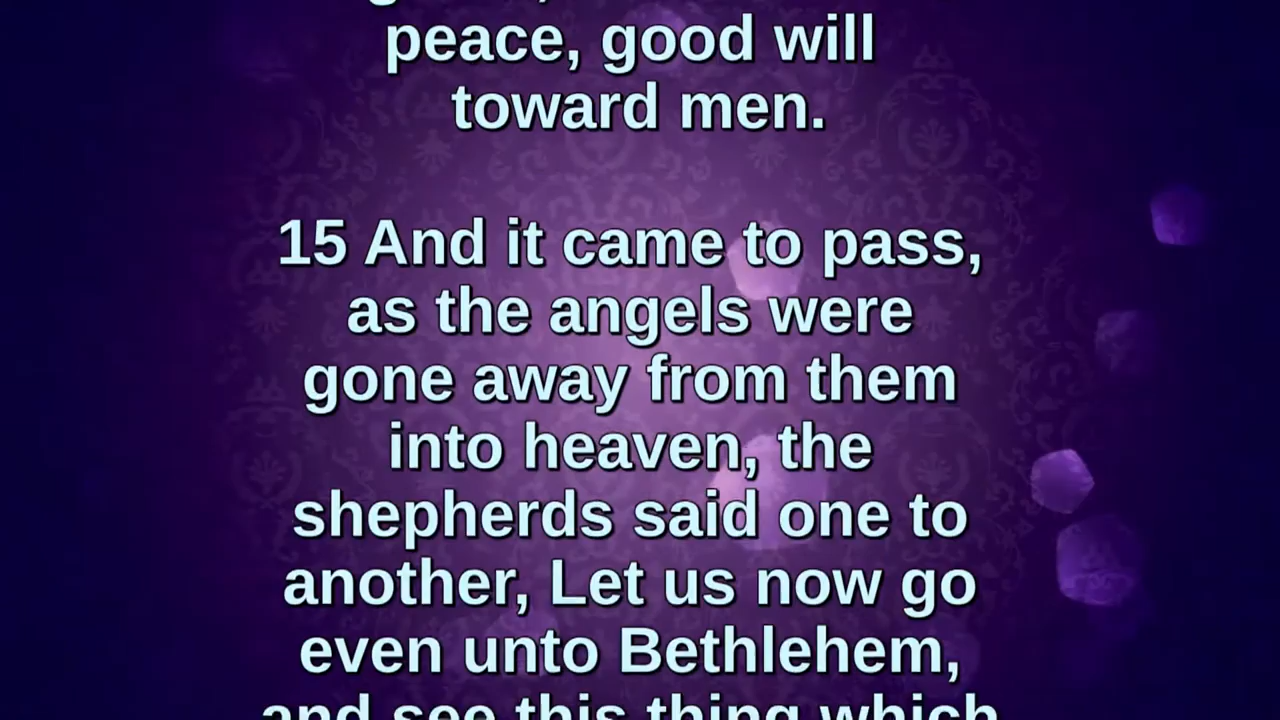 peace, good will
toward men.
15 And it came to pass,
as the angels were
gone away from them
into heaven, the
shepherds said one to
another, Let us now go
even unto Bethlehem,
and see this thing which